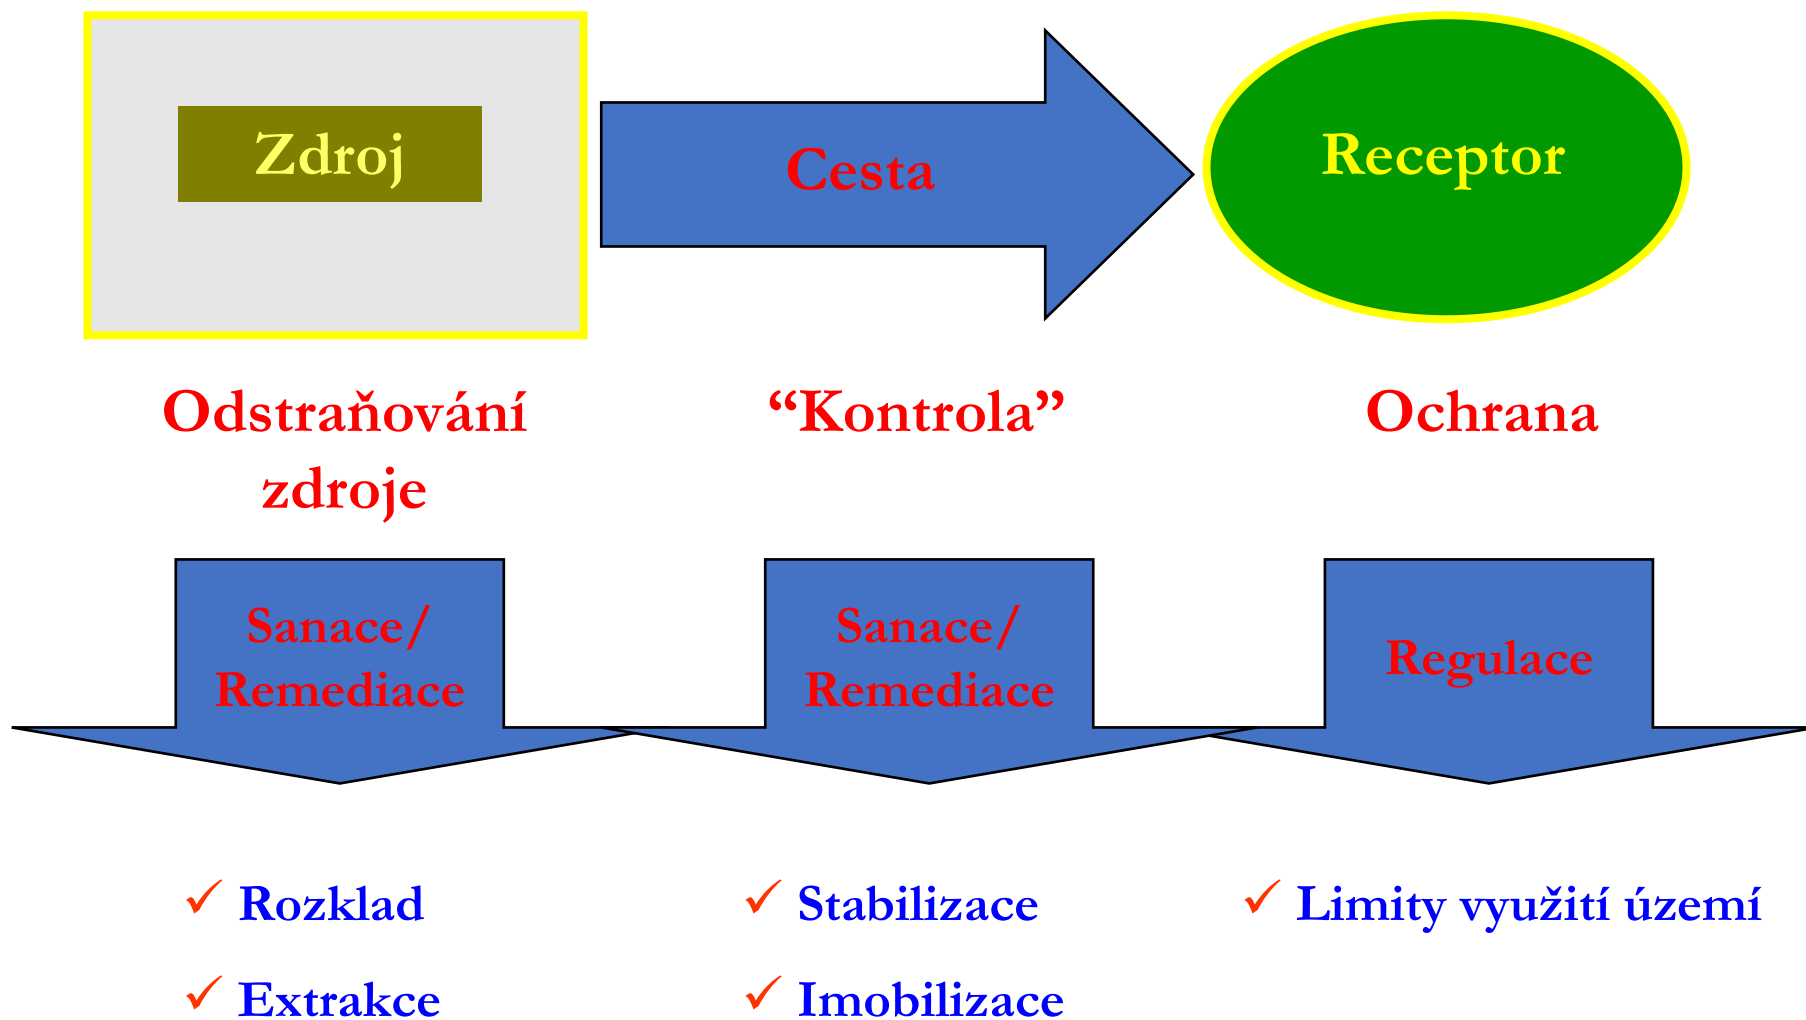 Zdroj
Cesta
Receptor
Odstraňování
zdroje
“Kontrola”
Ochrana
Sanace/
Remediace
Sanace/
Remediace
Regulace
✓ Rozklad
✓ Extrakce
✓ Stabilizace
✓ Imobilizace
✓ Limity využití území